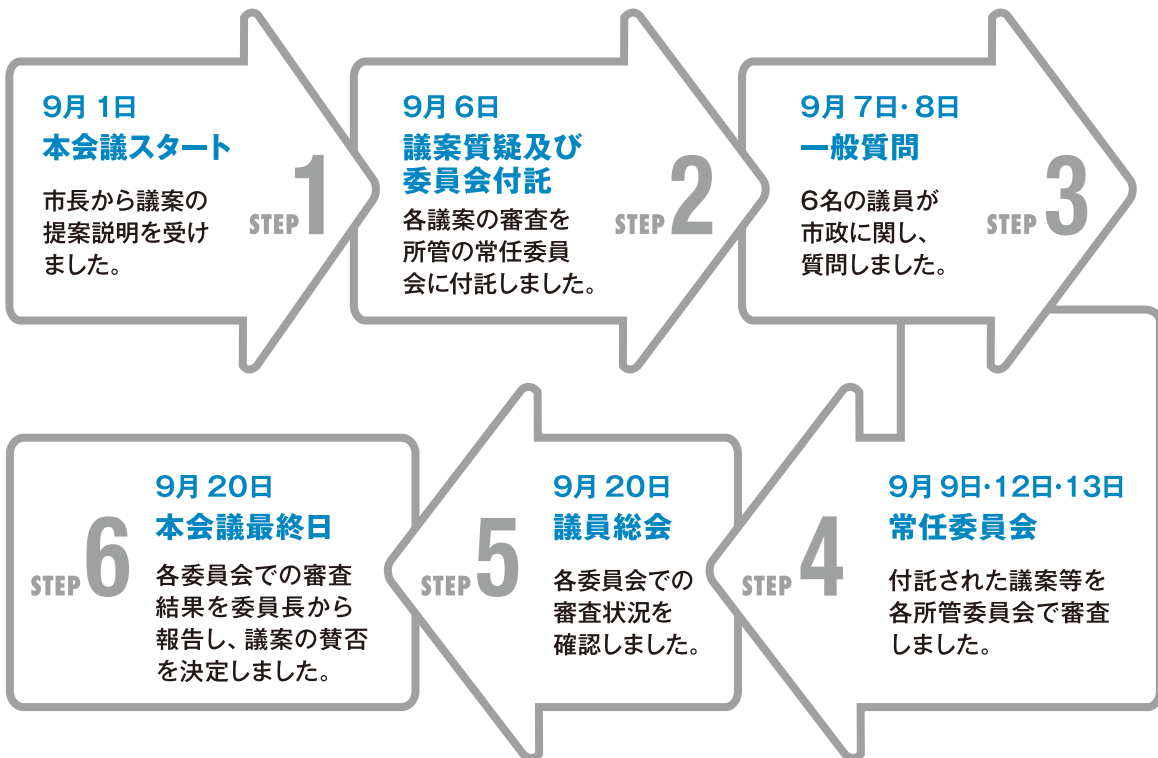 9月 1日
本会議スタート
市長から議案の
提案説明を受け
ました。
STEP 1
9月 6日
議案質疑及び
委員会付託
各議案の審査を
所管の常任委員
会に付託しました。
STEP 2
9月 7日・8日
一般質問
6名の議員が
市政に関し、
質問しました。
STEP 3
9月 9日・12日・13日
常任委員会
付託された議案等を
各所管委員会で審査
しました。
STEP 4
9月 20日
議員総会
各委員会での
審査状況を
確認しました。
STEP 5
9月 20日
本会議最終日
各委員会での審査
結果を委員長から
報告し、議案の賛否
を決定しました。
STEP 6